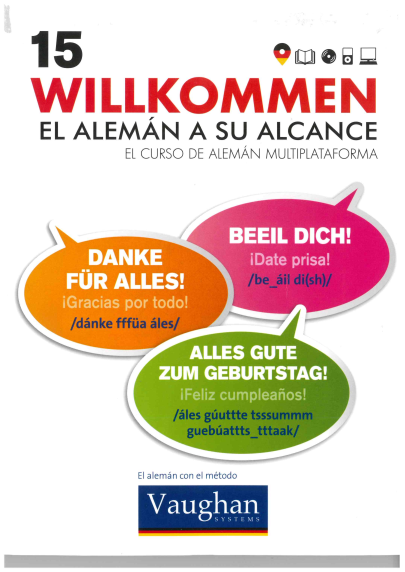 15
WILLKOMMEN
EL ALEMÁN A SU ALCANCE
EL CURSO DE ALEMÁN MULTIPLATAFORMA
BEEIL DICH!
¡Date prisa!
/be_áil di(sh)/
DANKE
FÜR ALLES!
¡Gracias por todo!
/dánke fffüa áles/
ALLES GUTE
ZUM GEBURTSTAG!
¡Feliz cumpleaños!
/áles gúuttte tsssummm
guebúattts_tttaak/
El alemán con el método
Vaughan
SYSTEMS